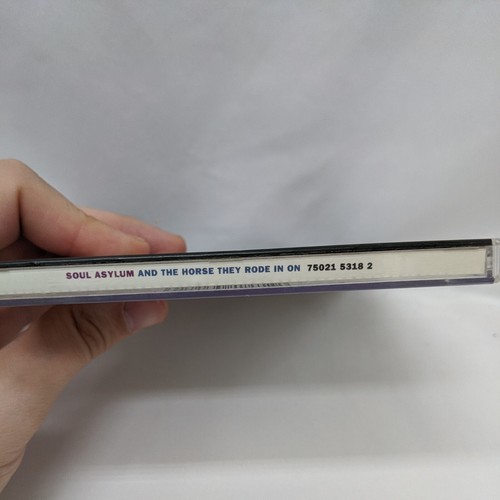 SOUL ASYLUM AND THE HORSE THEY RODE IN ON 75021 5318 2